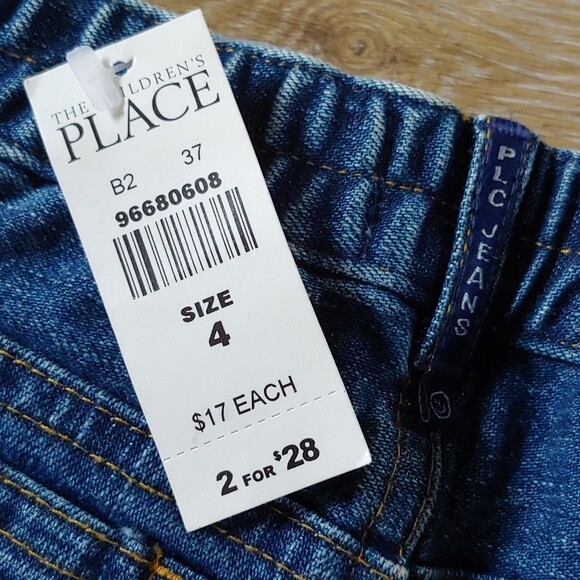 THE CHILDREN'S
PLACE
B2 37
96680608
SIZE
4
$17 EACH
2 FOR $28
PLC JEANS